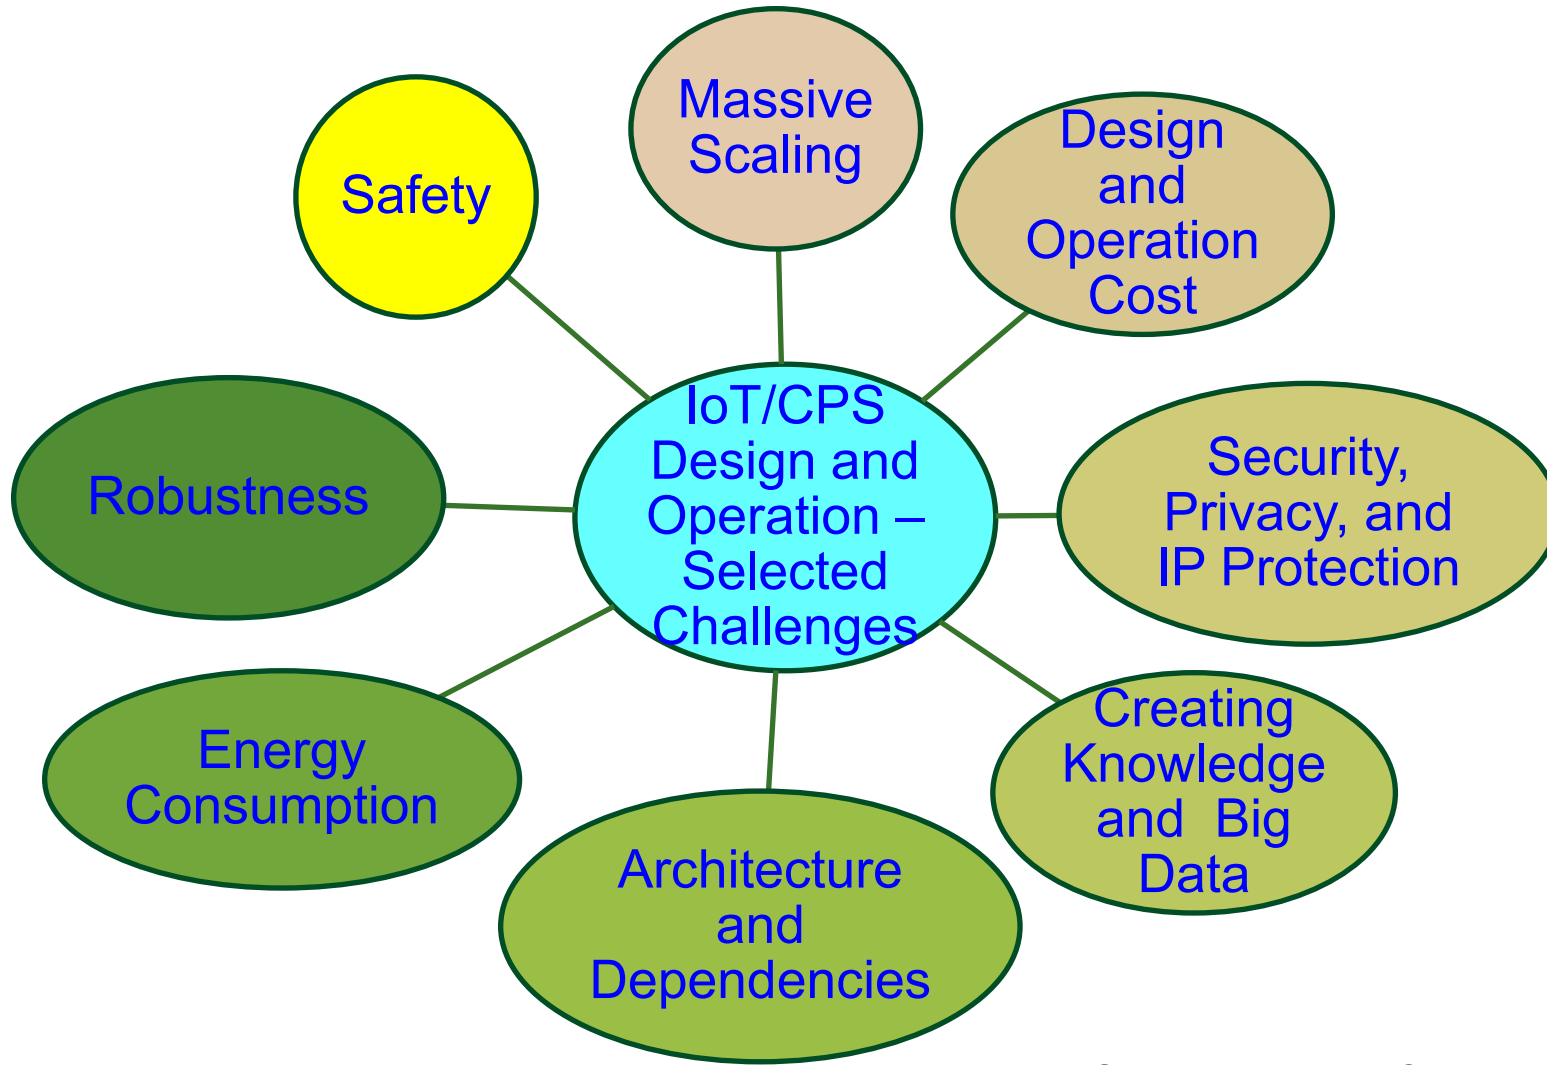 Massive
Scaling
Design
and
Operation
Cost
Safety
IoT/CPS
Design and
Operation –
Selected
Challenges
Security,
Privacy, and
IP Protection
Robustness
Creating
Knowledge
and  Big
Data
Energy
Consumption
Architecture
and
Dependencies